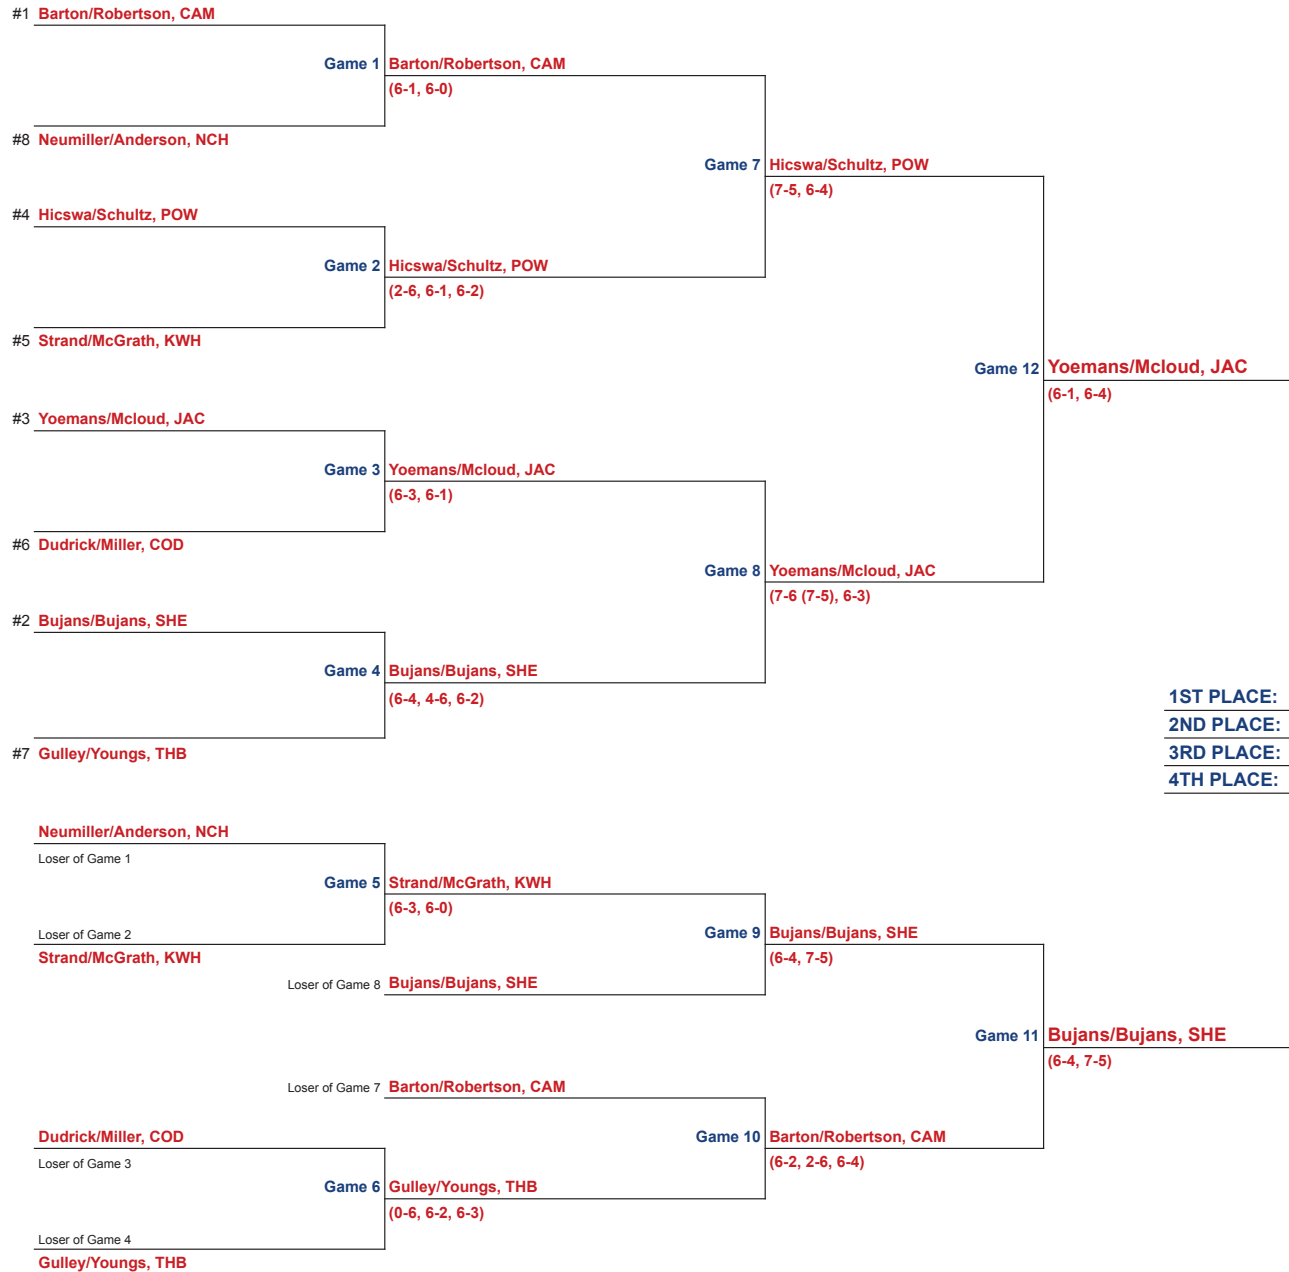 #1 Barton/Robertson, CAM
Game 1 Barton/Robertson, CAM
(6-1, 6-0)
#8 Neumiller/Anderson, NCH
Game 7 Hicswa/Schultz, POW
(7-5, 6-4)
#4 Hicswa/Schultz, POW
Game 2 Hicswa/Schultz, POW
(2-6, 6-1, 6-2)
#5 Strand/McGrath, KWH
Game 12 Yoemans/Mcloud, JAC
(6-1, 6-4)
#3 Yoemans/Mcloud, JAC
Game 3 Yoemans/Mcloud, JAC
(6-3, 6-1)
#6 Dudrick/Miller, COD
Game 8 Yoemans/Mcloud, JAC
(7-6 (7-5), 6-3)
#2 Bujans/Bujans, SHE
Game 4 Bujans/Bujans, SHE
(6-4, 4-6, 6-2)
#7 Gulley/Youngs, THB
1ST PLACE:
2ND PLACE:
3RD PLACE:
4TH PLACE:
Neumiller/Anderson, NCH
Loser of Game 1
Game 5 Strand/McGrath, KWH
(6-3, 6-0)
Loser of Game 2
Strand/McGrath, KWH
Game 9 Bujans/Bujans, SHE
(6-4, 7-5)
Loser of Game 8 Bujans/Bujans, SHE
Game 11 Bujans/Bujans, SHE
(6-4, 7-5)
Loser of Game 7 Barton/Robertson, CAM
Dudrick/Miller, COD
Loser of Game 3
Game 10 Barton/Robertson, CAM
(6-2, 2-6, 6-4)
Game 6 Gulley/Youngs, THB
(0-6, 6-2, 6-3)
Loser of Game 4
Gulley/Youngs, THB